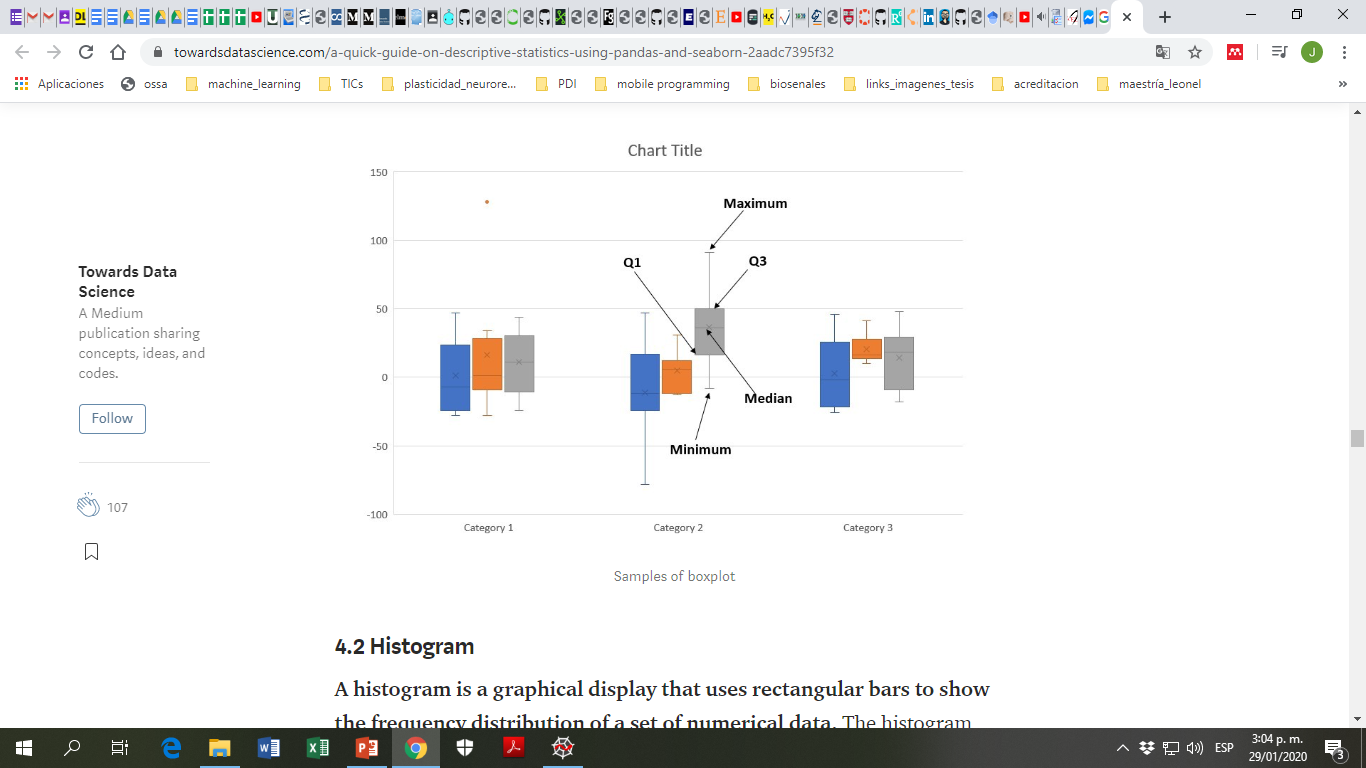 towardsdatascience.com/a-quick-guide-on-descriptive-statistics-using-pandas-and-seaborn-2aadc7395f32
J
Aplicaciones ossa machine_learning TICs plasticidad_neurore... PDI mobile programming biosenales links_imagenes_tesis acreditacion maestría_leonel »
Chart Title
150
100
50
0
-50
-100
Maximum
Q1
Q3
Median
Minimum
Category 1 Category 2 Category 3
Samples of boxplot
Towards Data
Science
A Medium
publication sharing
concepts, ideas, and
codes.
Follow
107
4.2 Histogram
A histogram is a graphical display that uses rectangular bars to show
the frequency distribution of a set of numerical data. The histogram
ESP
3:04 p. m.
29/01/2020
3